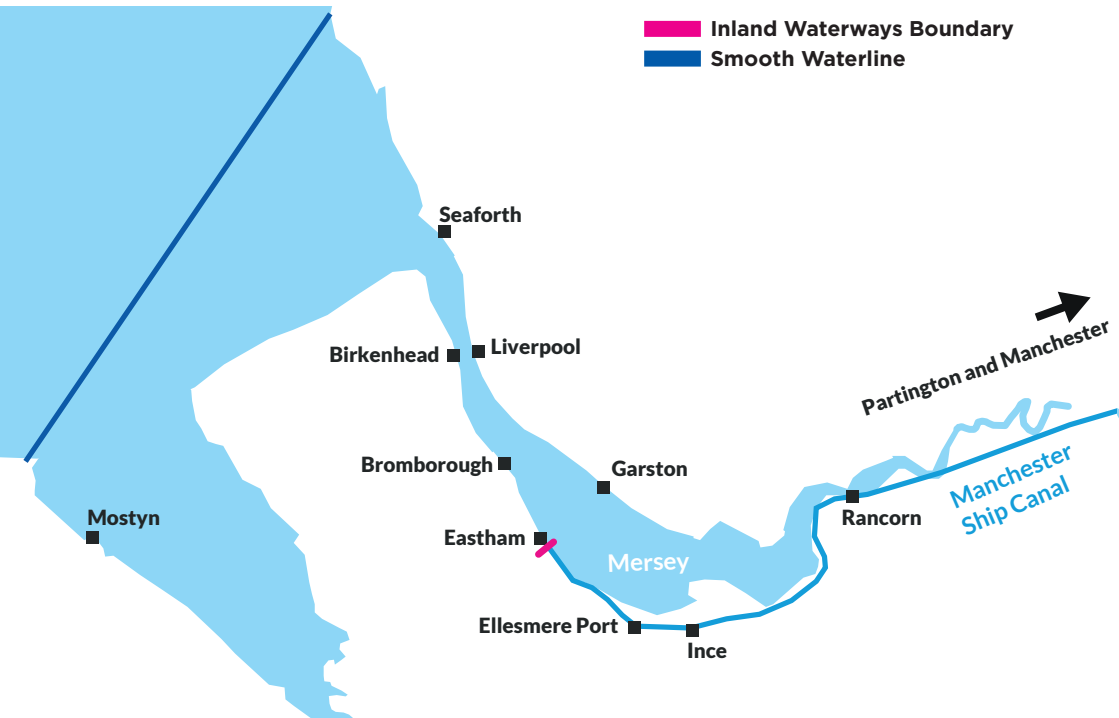 Inland Waterways Boundary
Smooth Waterline
Seaforth
Liverpool
Birkenhead
Partington and Manchester
Bromborough
Garston
Manchester
Ship Canal
Mostyn
Rancorn
Eastham
Mersey
Ellesmere Port
Ince